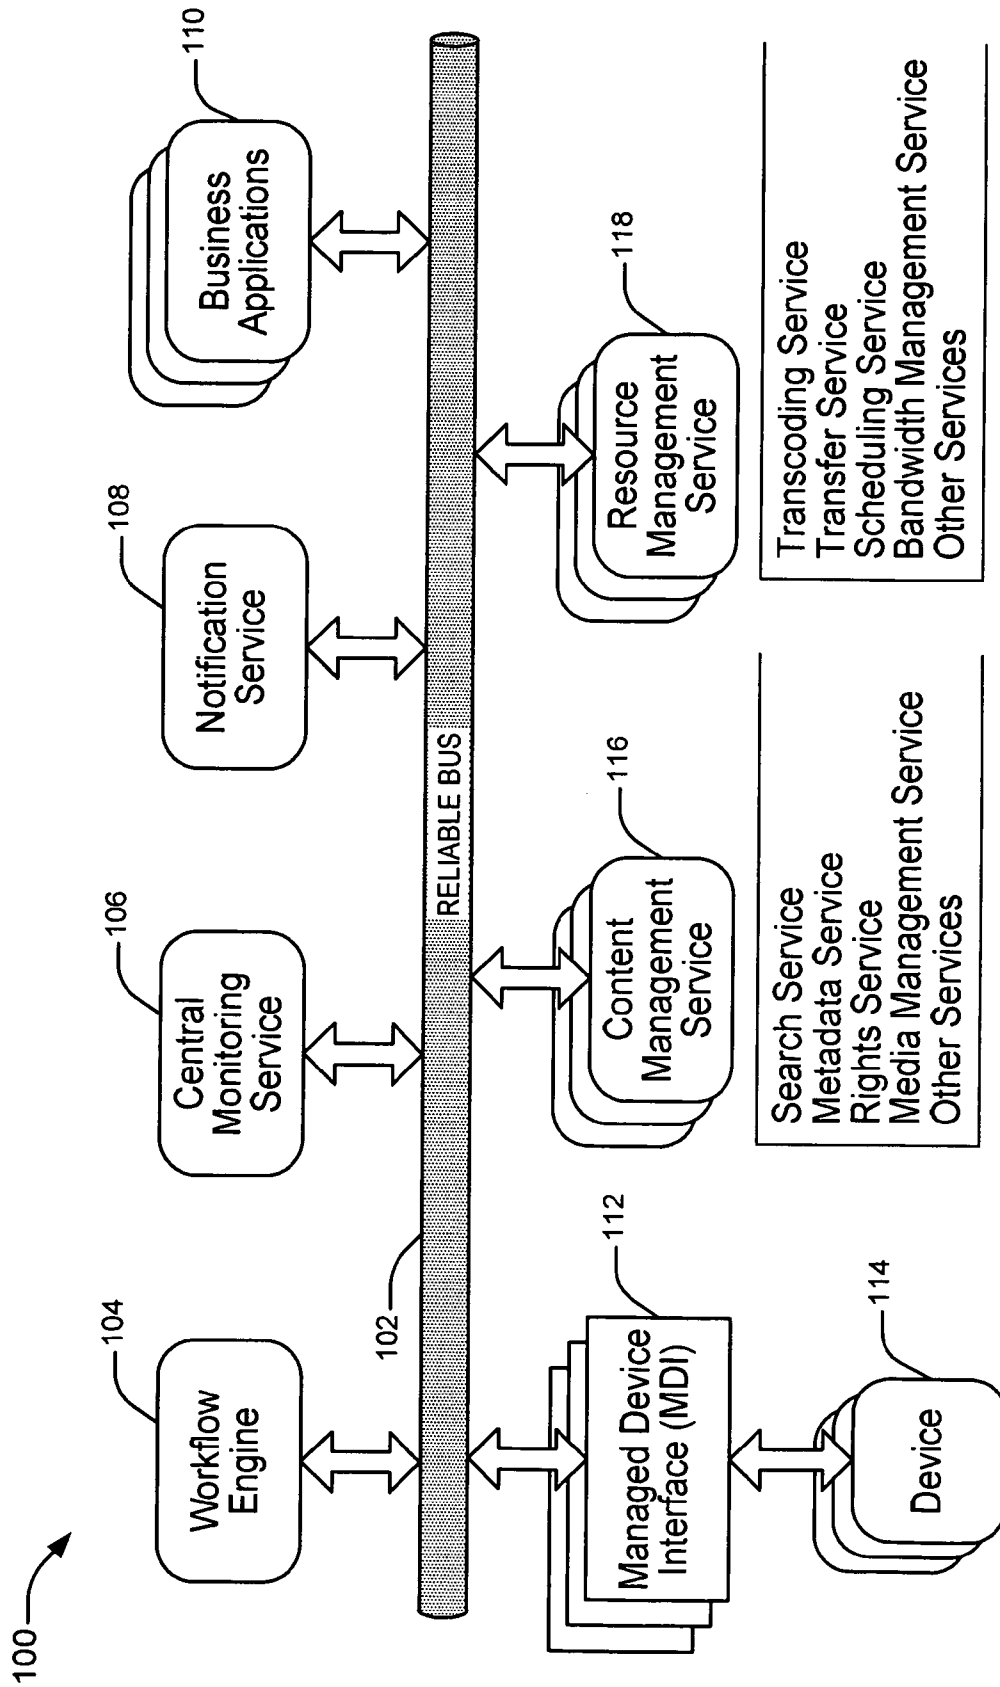 100
104
Workflow
Engine
106
Central
Monitoring
Service
108
Notification
Service
110
Business
Applications
102
RELIABLE BUS
112
Managed Device
Interface (MDI)
114
Device
116
Content
Management
Service
Search Service
Metadata Service
Rights Service
Media Management Service
Other Services
118
Resource
Management
Service
Transcoding Service
Transfer Service
Scheduling Service
Bandwidth Management Service
Other Services